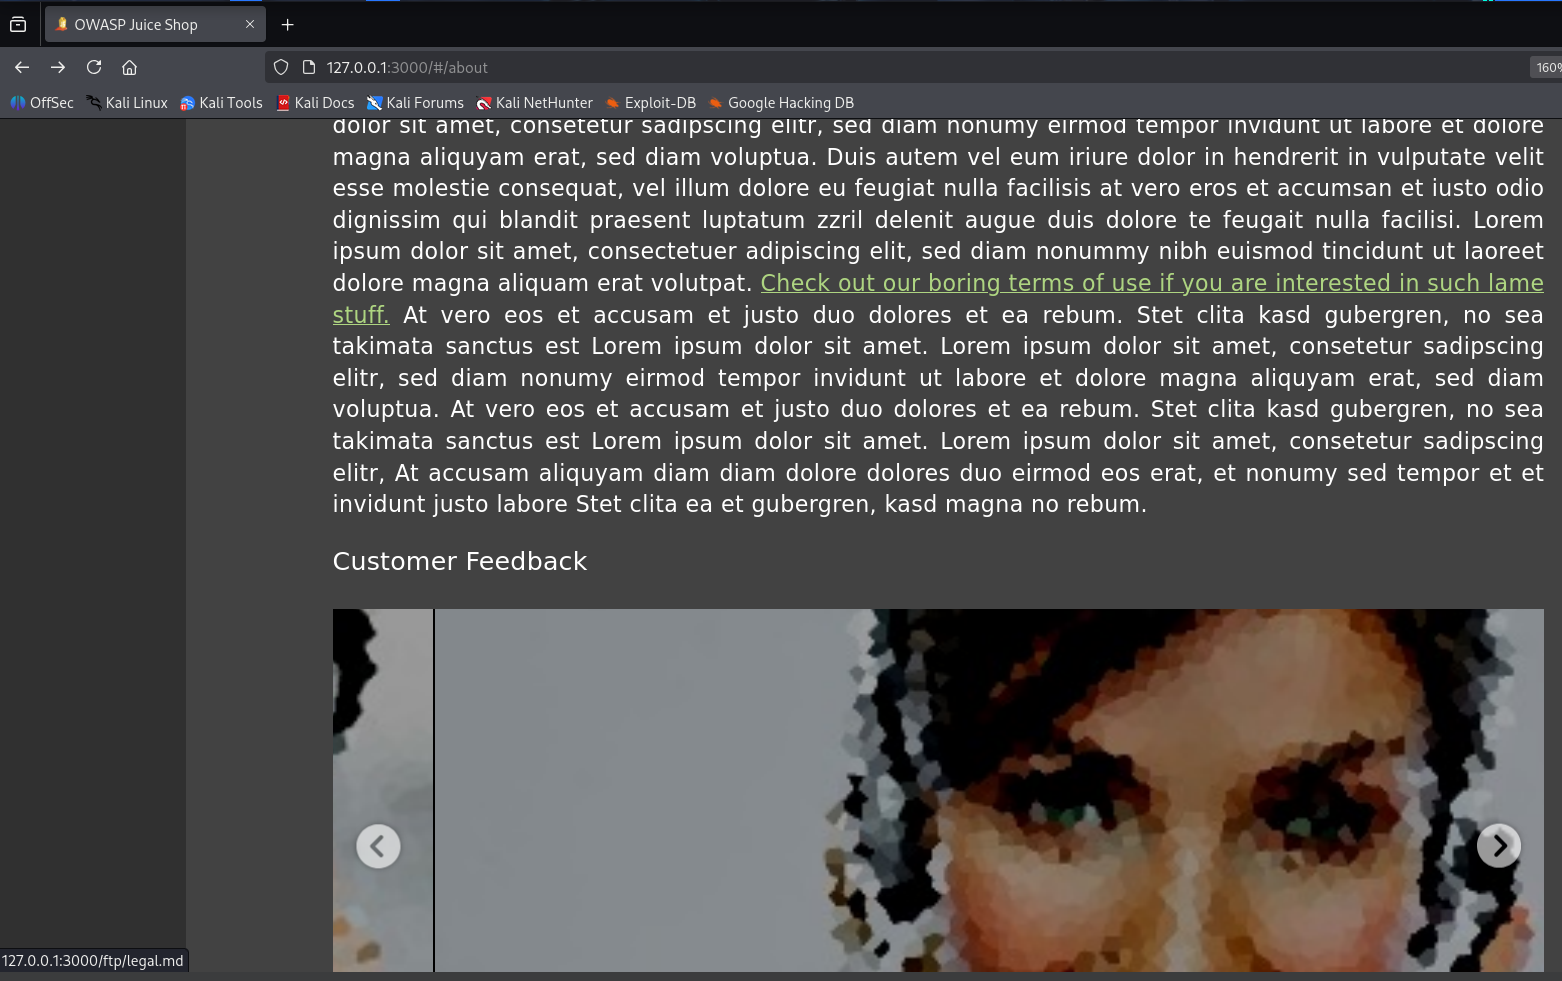 OWASP Juice Shop
127.0.0.1:3000/#/about
160%
OffSec Kali Linux Kali Tools Kali Docs Kali Forums Kali NetHunter Exploit-DB Google Hacking DB
dolor sit amet, consetetur sadipscing elitr, sed diam nonumy eirmod tempor invidunt ut labore et dolore
magna aliquyam erat, sed diam voluptua. Duis autem vel eum iriure dolor in hendrerit in vulputate velit
esse molestie consequat, vel illum dolore eu feugiat nulla facilisis at vero eros et accumsan et iusto odio
dignissim qui blandit praesent luptatum zzril delenit augue duis dolore te feugait nulla facilisi. Lorem
ipsum dolor sit amet, consectetuer adipiscing elit, sed diam nonummy nibh euismod tincidunt ut laoreet
dolore magna aliquam erat volutpat. Check out our boring terms of use if you are interested in such lame
stuff. At vero eos et accusam et justo duo dolores et ea rebum. Stet clita kasd gubergren, no sea
takimata sanctus est Lorem ipsum dolor sit amet. Lorem ipsum dolor sit amet, consetetur sadipscing
elitr, sed diam nonumy eirmod tempor invidunt ut labore et dolore magna aliquyam erat, sed diam
voluptua. At vero eos et accusam et justo duo dolores et ea rebum. Stet clita kasd gubergren, no sea
takimata sanctus est Lorem ipsum dolor sit amet. Lorem ipsum dolor sit amet, consetetur sadipscing
elitr, At accusam aliquyam diam diam dolore dolores duo eirmod eos erat, et nonumy sed tempor et et
invidunt justo labore Stet clita ea et gubergren, kasd magna no rebum.
Customer Feedback
127.0.0.1:3000/ftp/legal.md